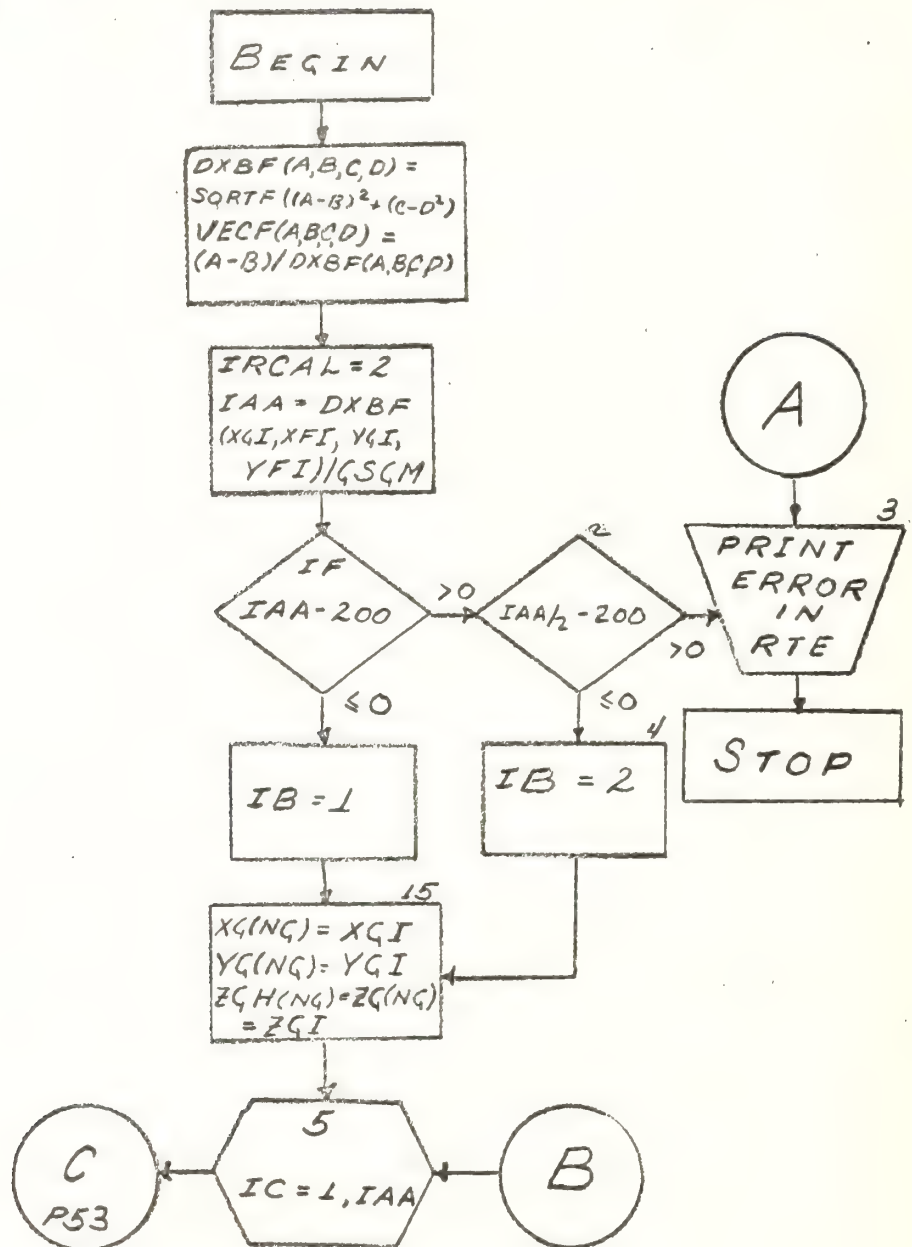 BEGIN
DXBF(A,B,C,D) =
SQRTF((A-B)²+(C-D²)
VECF(A,B,C,D) =
(A-B)/DXBF(A,B,C,D)
IRCAL = 2
IAA = DXBF
(XGI,XFI, YGI,
YFI)/GSGM
A
IF
IAA-200
>0
≤0
2
IAA/2-200
>0
≤0
3
PRINT
ERROR
IN
RTE
STOP
IB = 1
4
IB = 2
15
XG(NG) = XGI
YG(NG) = YGI
ZGH(NG)=ZG(NG)
= ZGI
C
P53
5
IC = 1, IAA
B